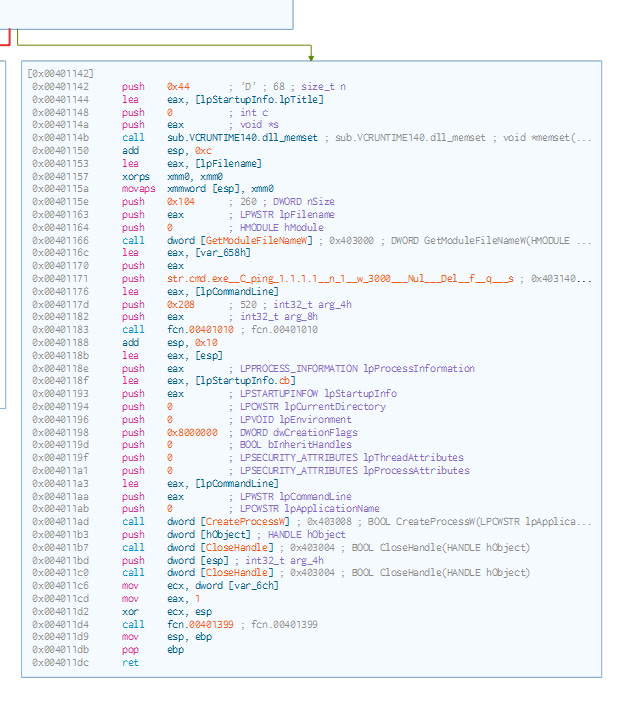 [0x00401142]
0x00401142 push 0x44 ; 'D' ; 68 ; size_t n
0x00401144 lea eax, [lpStartupInfo.lpTitle]
0x00401148 push 0 ; int c
0x0040114a push eax ; void *s
0x0040114b call sub.VCRUNTIME140.dll_memset ; sub.VCRUNTIME140.dll_memset ; void *memset(...
0x00401150 add esp, 0xc
0x00401153 lea eax, [lpFilename]
0x00401157 xorps xmm0, xmm0
0x0040115a movaps xmmword [esp], xmm0
0x0040115e push 0x104 ; 260 ; DWORD nSize
0x00401163 push eax ; LPWSTR lpFilename
0x00401164 push 0 ; HMODULE hModule
0x00401166 call dword [GetModuleFileNameW] ; 0x403000 ; DWORD GetModuleFileNameW(HMODULE ...
0x0040116c lea eax, [var_658h]
0x00401170 push eax
0x00401171 push str.cmd.exe__C_ping_1.1.1.1__n_1__w_3000___Nul___Del__f__q___s ; 0x403140...
0x00401176 lea eax, [lpCommandLine]
0x0040117d push 0x208 ; 520 ; int32_t arg_4h
0x00401182 push eax ; int32_t arg_8h
0x00401183 call fcn.00401010 ; fcn.00401010
0x00401188 add esp, 0x10
0x0040118b lea eax, [esp]
0x0040118e push eax ; LPPROCESS_INFORMATION lpProcessInformation
0x0040118f lea eax, [lpStartupInfo.cb]
0x00401193 push eax ; LPSTARTUPINFOW lpStartupInfo
0x00401194 push 0 ; LPCWSTR lpCurrentDirectory
0x00401196 push 0 ; LPVOID lpEnvironment
0x00401198 push 0x8000000 ; DWORD dwCreationFlags
0x0040119d push 0 ; BOOL bInheritHandles
0x0040119f push 0 ; LPSECURITY_ATTRIBUTES lpThreadAttributes
0x004011a1 push 0 ; LPSECURITY_ATTRIBUTES lpProcessAttributes
0x004011a3 lea eax, [lpCommandLine]
0x004011aa push eax ; LPWSTR lpCommandLine
0x004011ab push 0 ; LPCWSTR lpApplicationName
0x004011ad call dword [CreateProcessW] ; 0x403008 ; BOOL CreateProcessW(LPCWSTR lpApplica...
0x004011b3 push dword [hObject] ; HANDLE hObject
0x004011b7 call dword [CloseHandle] ; 0x403004 ; BOOL CloseHandle(HANDLE hObject)
0x004011bd push dword [esp] ; int32_t arg_4h
0x004011c0 call dword [CloseHandle] ; 0x403004 ; BOOL CloseHandle(HANDLE hObject)
0x004011c6 mov ecx, dword [var_6ch]
0x004011cd mov eax, 1
0x004011d2 xor ecx, esp
0x004011d4 call fcn.00401399 ; fcn.00401399
0x004011d9 mov esp, ebp
0x004011db pop ebp
0x004011dc ret